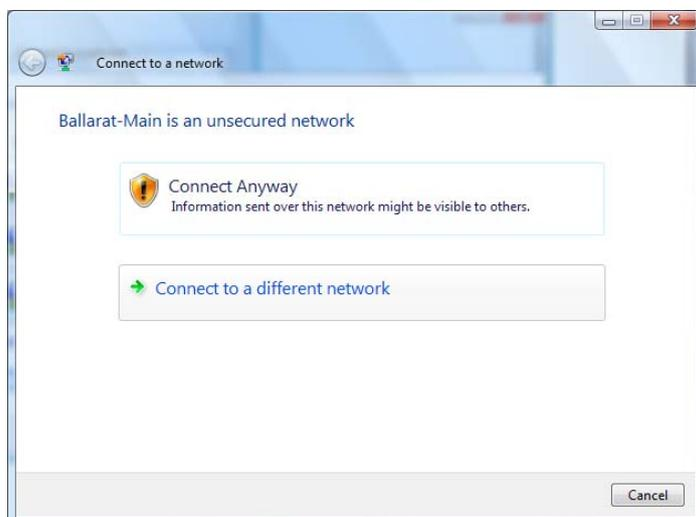 Connect to a network
Ballarat-Main is an unsecured network
Connect Anyway
Information sent over this network might be visible to others.
Connect to a different network
Cancel